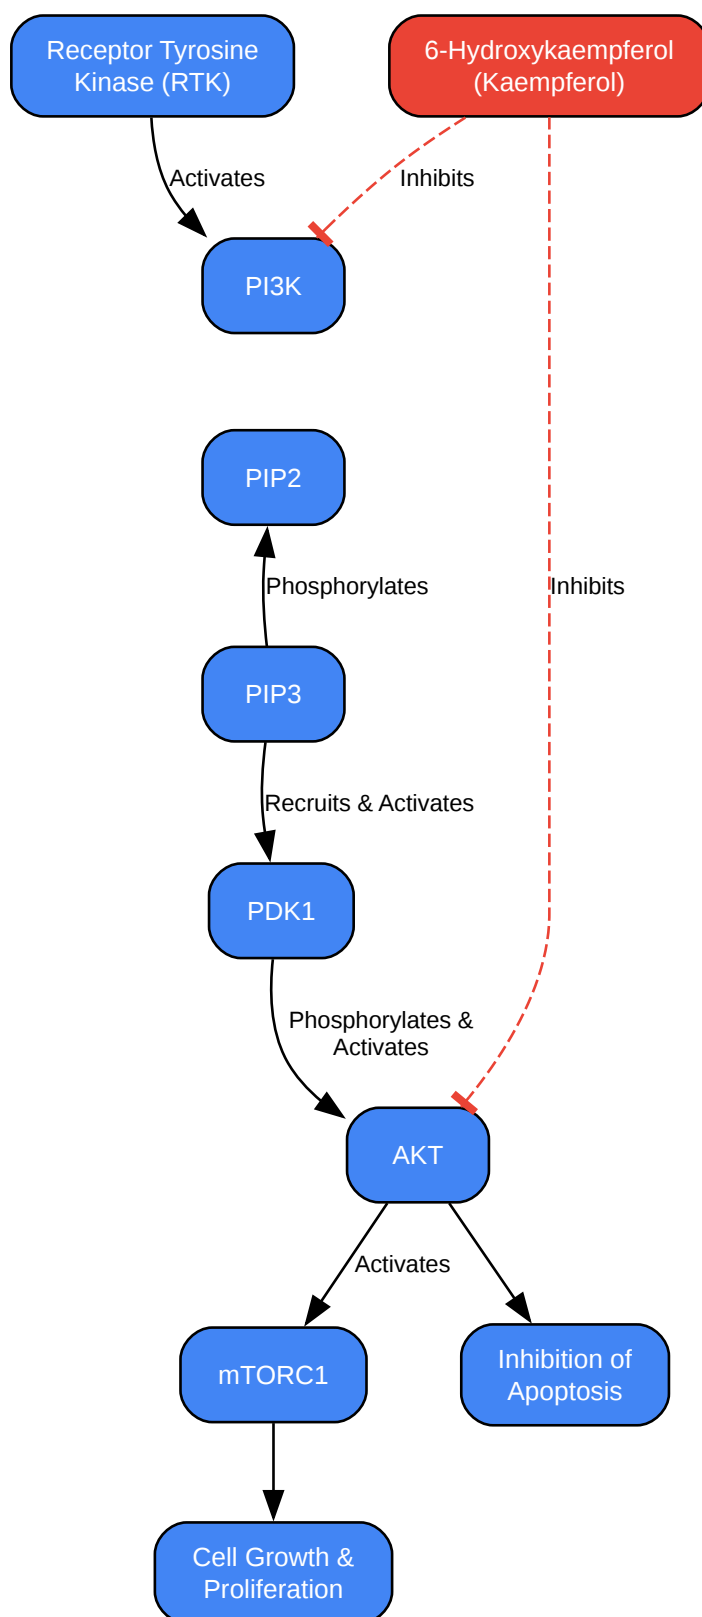 Receptor Tyrosine
Kinase (RTK)
6-Hydroxykaempferol
(Kaempferol)
Activates
Inhibits
PI3K
PIP2
Phosphorylates
Inhibits
PIP3
Recruits & Activates
PDK1
Phosphorylates &
Activates
AKT
Activates
mTORC1
Inhibition of
Apoptosis
Cell Growth &
Proliferation